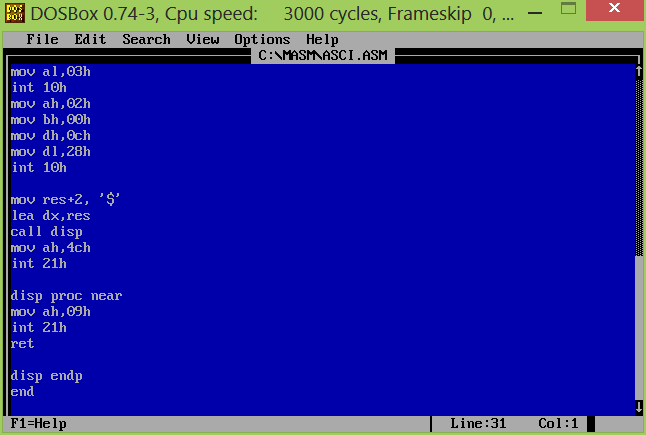 DOSBox 0.74-3, Cpu speed: 3000 cycles, Frameskip 0, ...
File Edit Search View Options Help
C:\MASM\ASCI.ASM
mov al,03h
int 10h
mov ah,02h
mov bh,00h
mov dh,0ch
mov dl,28h
int 10h
mov res+2, '$'
lea dx,res
call disp
mov ah,4ch
int 21h
disp proc near
mov ah,09h
int 21h
ret
disp endp
end
F1=Help Line:31 Col:1